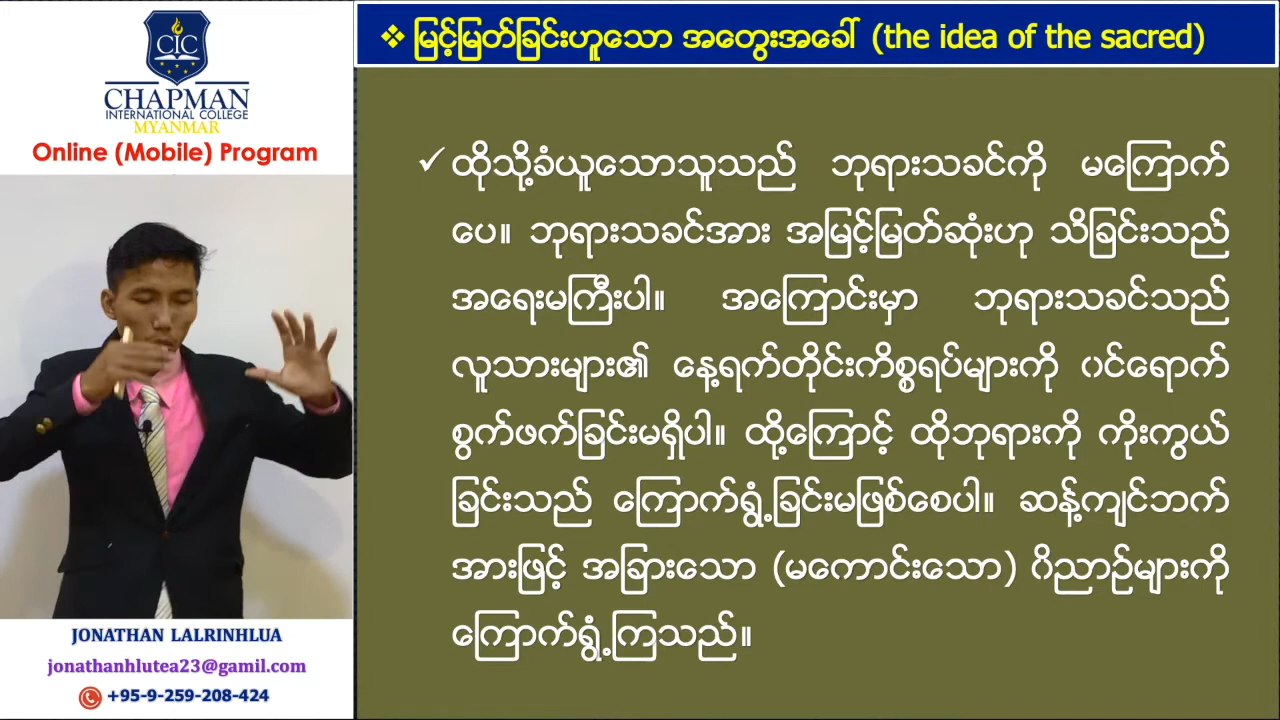 CIC
CHAPMAN
INTERNATIONAL COLLEGE
MYANMAR
Online (Mobile) Program
❖ မြင့်မြတ်ခြင်းဟူသော အတွေးအခေါ် (the idea of the sacred)
✓ ထိုသို့ခံယူသောသူသည် ဘုရားသခင်ကို မကြောက်
ပေ။ ဘုရားသခင်အား အမြင့်မြတ်ဆုံးဟု သိခြင်းသည်
အရေးမကြီးပါ။ အကြောင်းမှာ ဘုရားသခင်သည်
လူသားများ၏ နေ့ရက်တိုင်းကိစ္စရပ်များကို ဝင်ရောက်
စွက်ဖက်ခြင်းမရှိပါ။ ထို့ကြောင့် ထိုဘုရားကို ကိုးကွယ်
ခြင်းသည် ကြောက်ရွံ့ခြင်းမဖြစ်စေပါ။ ဆန့်ကျင်ဘက်
အားဖြင့် အခြားသော (မကောင်းသော) ဝိညာဉ်များကို
ကြောက်ရွံ့ကြသည်။
JONATHAN LALRINHLUA
jonathanhlutea23@gamil.com
+95-9-259-208-424